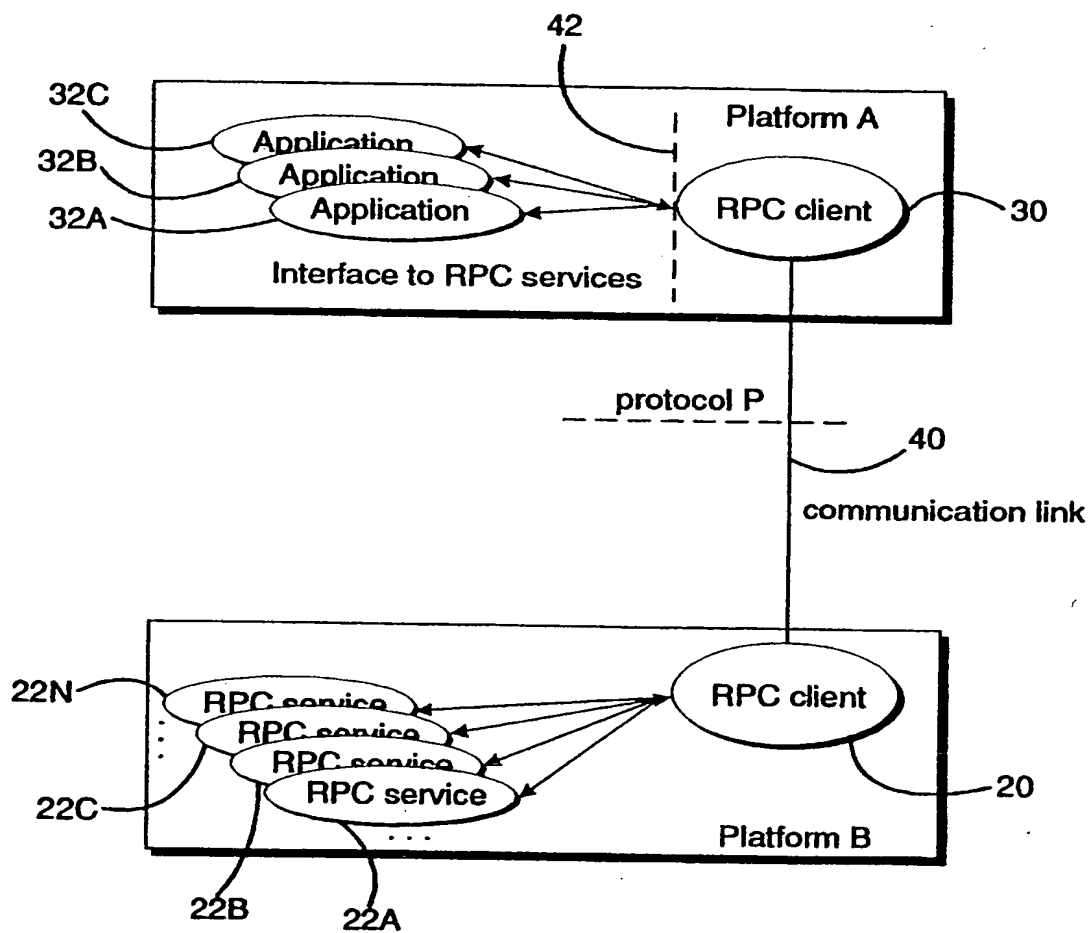 42
32C
Platform A
Application
32B
Application
32A
Application
RPC client
30
Interface to RPC services
protocol P
40
communication link
22N
RPC service
RPC client
RPC service
RPC service
22C
RPC service
20
Platform B
22B
22A